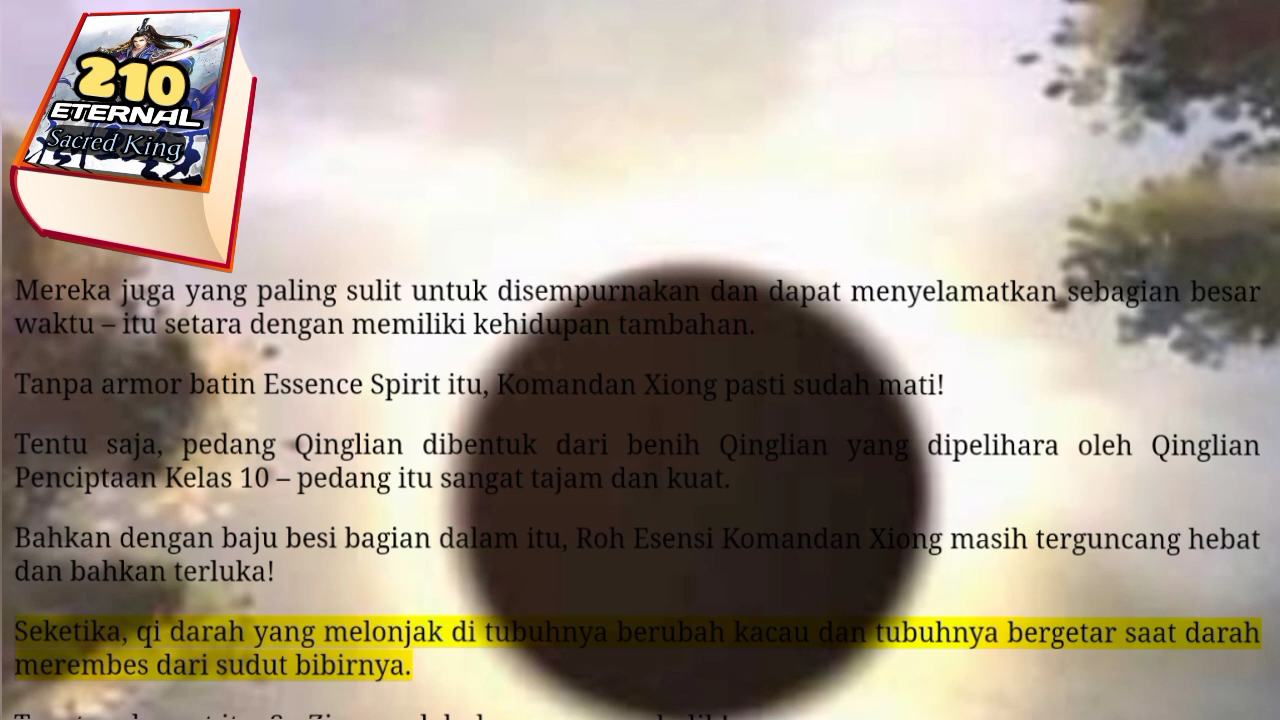 210
ETERNAL
Sacred King
Mereka juga yang paling sulit untuk disempurnakan dan dapat menyelamatkan sebagian besar
waktu – itu setara dengan memiliki kehidupan tambahan.
Tanpa armor batin Essence Spirit itu, Komandan Xiong pasti sudah mati!
Tentu saja, pedang Qinglian dibentuk dari benih Qinglian yang dipelihara oleh Qinglian
Penciptaan Kelas 10 – pedang itu sangat tajam dan kuat.
Bahkan dengan baju besi bagian dalam itu, Roh Esensi Komandan Xiong masih terguncang hebat
dan bahkan terluka!
Seketika, qi darah yang melonjak di tubuhnya berubah kacau dan tubuhnya bergetar saat darah
merembes dari sudut bibirnya.